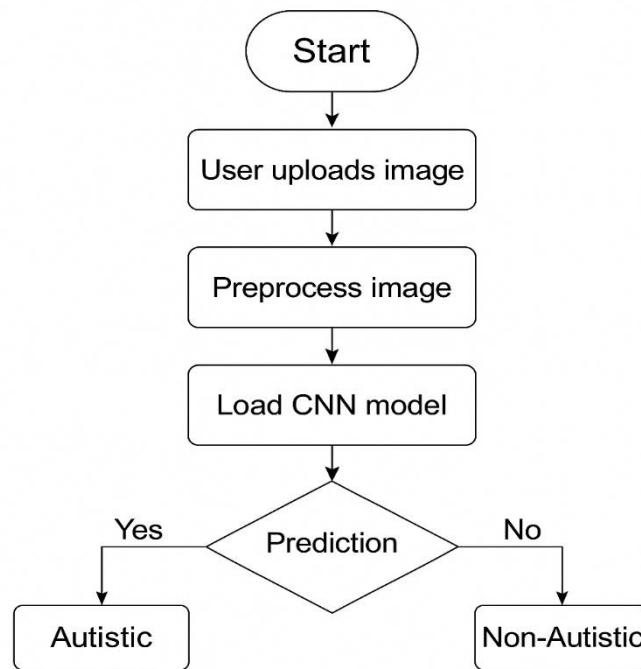 Start
User uploads image
Preprocess image
Load CNN model
Yes
Prediction
No
Autistic
Non-Autistic